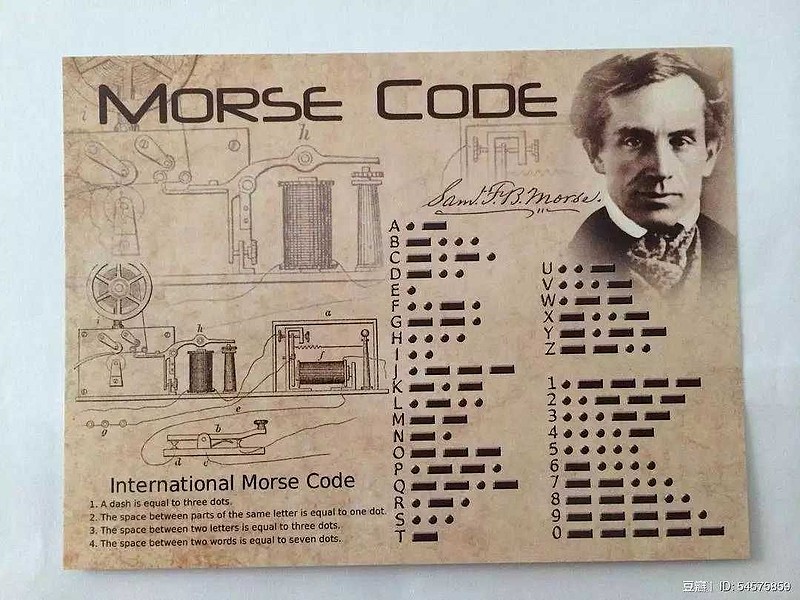 MORSE CODE
h
Sam. F. B. Morse.
A .-
B -...
C -.-.
D -..
E .
F ..-.
G --.
H ....
I ..
J .---
K -.-
L .-..
M --
N -.
O ---
P .--.
Q --.-
R .-.
S ...
T -
U ..-
V ...-
W .--
X -..-
Y -.--
Z --..
1 .----
2 ..---
3 ...--
4 ....-
5 .....
6 -....
7 --...
8 ---..
9 ----.
0 -----
h
a
f
e
g
b
d
c
International Morse Code
1. A dash is equal to three dots.
2. The space between parts of the same letter is equal to one dot.
3. The space between two letters is equal to three dots.
4. The space between two words is equal to seven dots.
豆瓣 | ID: 54575859